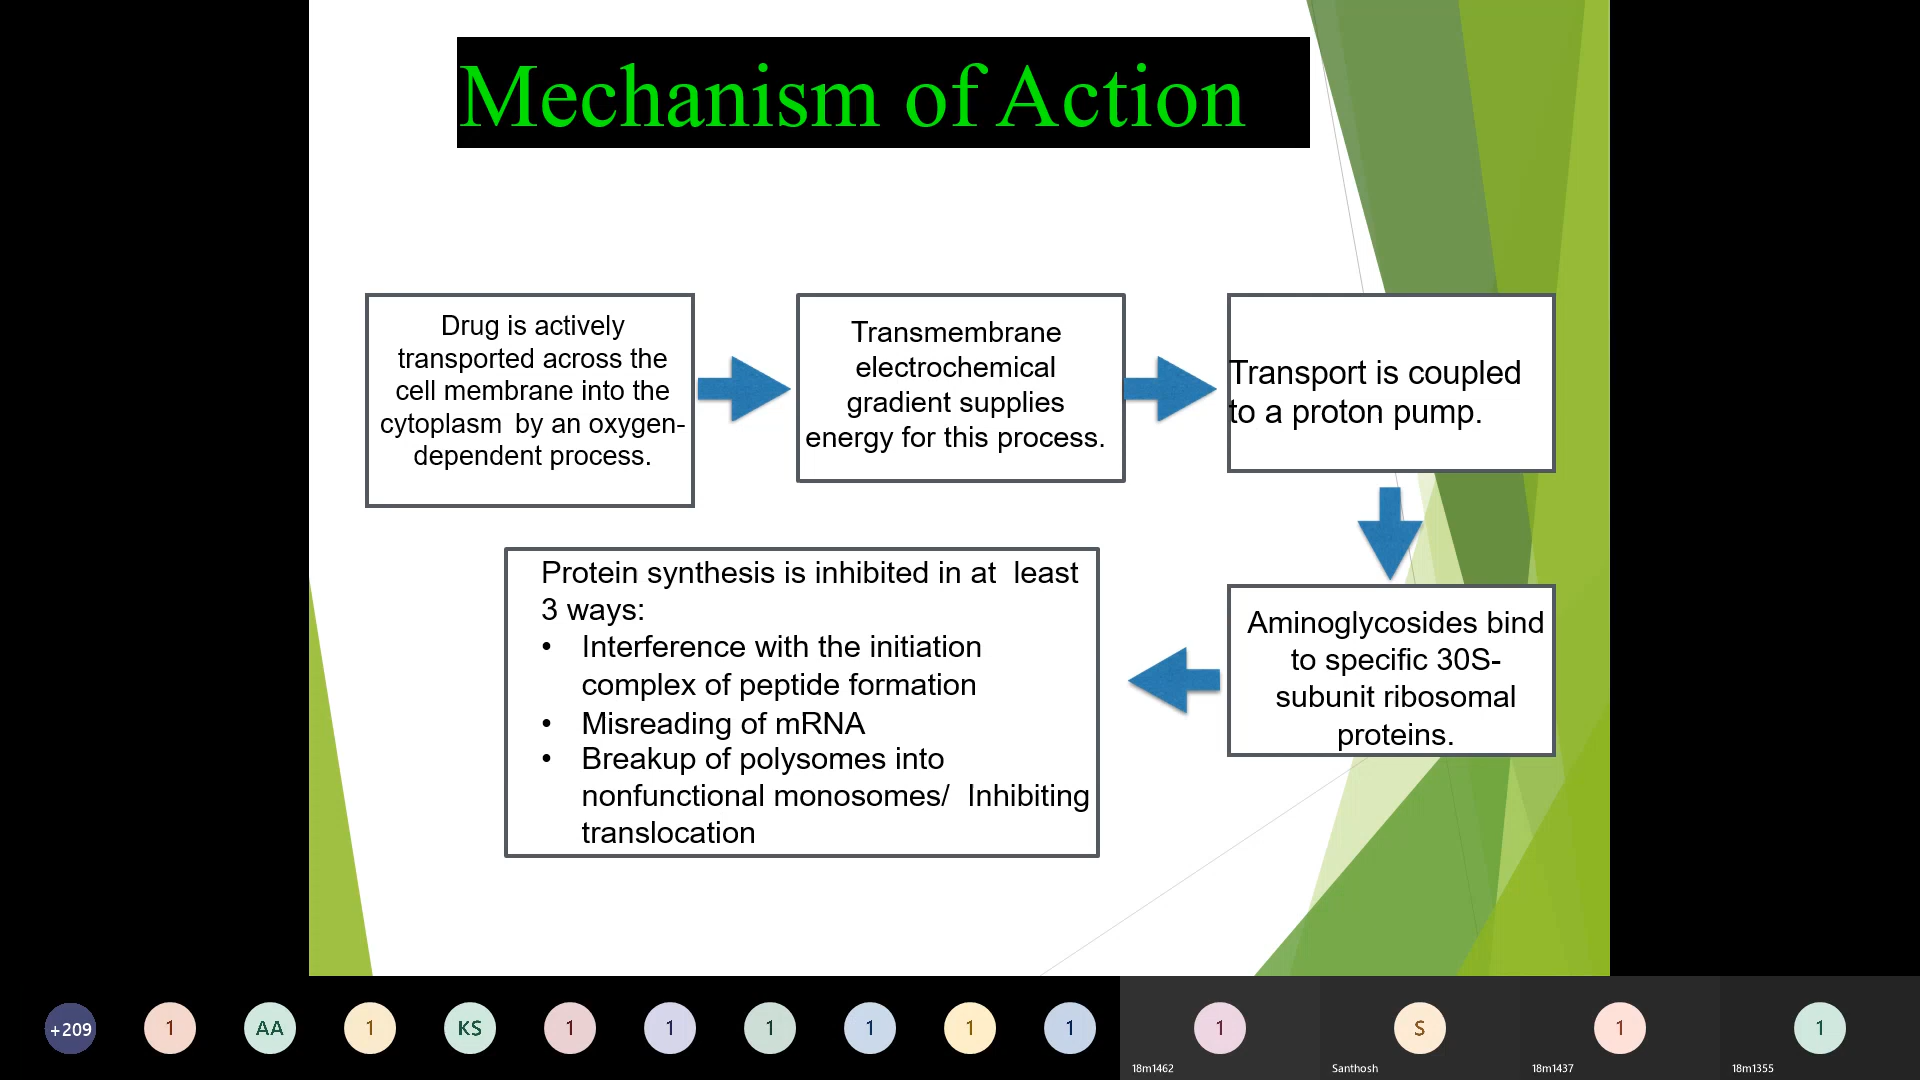 Mechanism of Action
Drug is actively
transported across the
cell membrane into the
cytoplasm by an oxygen-
dependent process.
Transmembrane
electrochemical
gradient supplies
energy for this process.
Transport is coupled
to a proton pump.
Aminoglycosides bind
to specific 30S-
subunit ribosomal
proteins.
Protein synthesis is inhibited in at least
3 ways:
• Interference with the initiation
complex of peptide formation
• Misreading of mRNA
• Breakup of polysomes into
nonfunctional monosomes/ Inhibiting
translocation
+209 1 AA 1 KS 1 1 1 1 1 1 1 S 1 1
18m1462 Santhosh 18m1437 18m1355